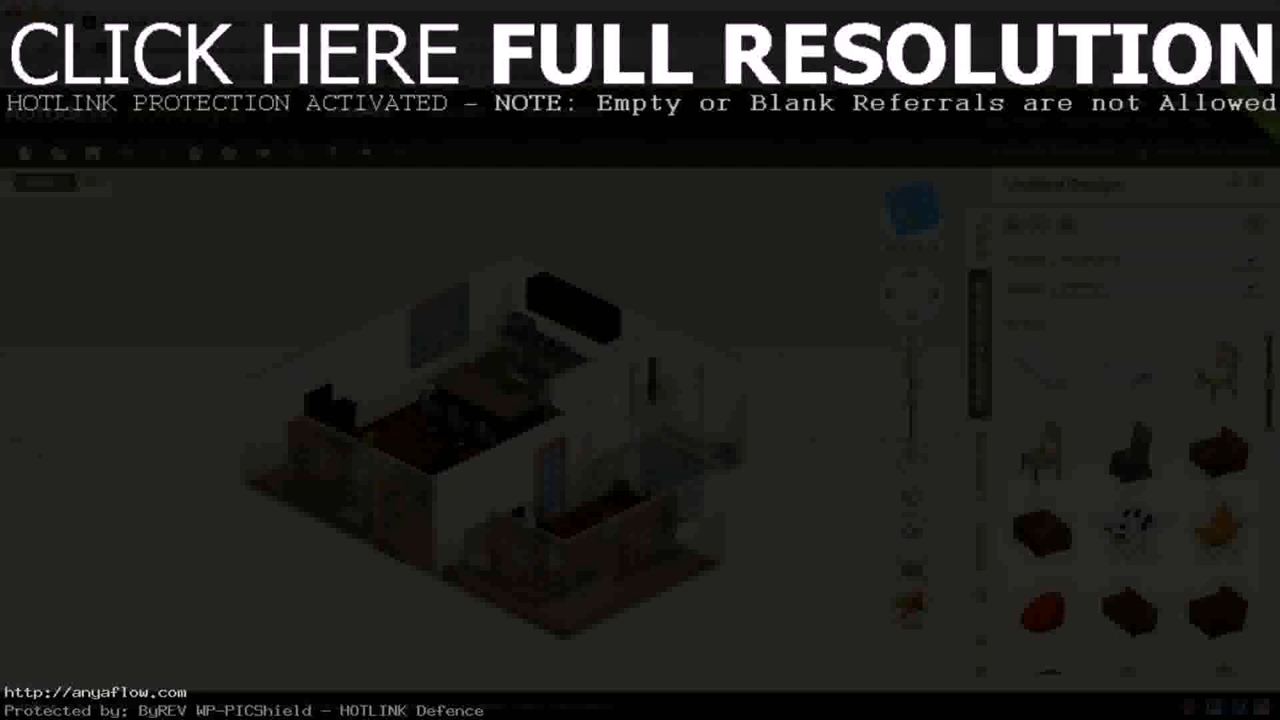 CLICK HERE FULL RESOLUTION
HOTLINK PROTECTION ACTIVATED - NOTE: Empty or Blank Referrals are not Allowed
http://anyaflow.com
Protected by: ByREV WP-PICShield - HOTLINK Defence